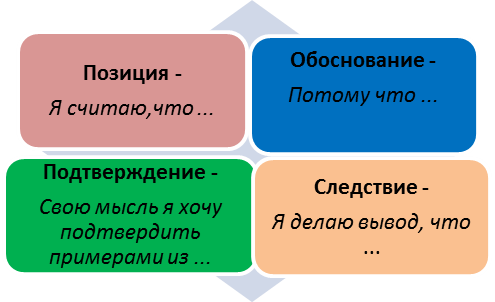 Позиция -
Я считаю,что ...
Обоснование -
Потому что ...
Подтверждение -
Свою мысль я хочу
подтвердить
примерами из ...
Следствие -
Я делаю вывод, что
...